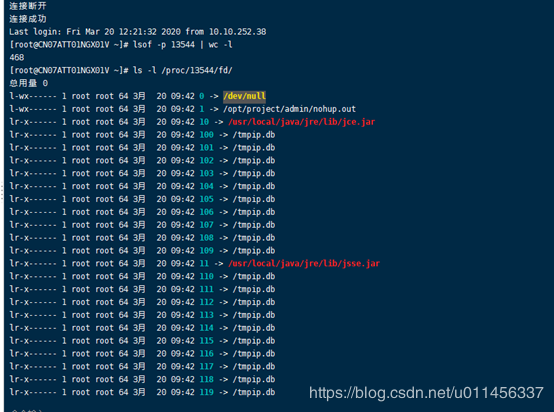 连接断开
连接成功
Last login: Fri Mar 20 12:21:32 2020 from 10.10.252.38
[root@CN07ATT01NGX01V ~]# lsof -p 13544 | wc -l
468
[root@CN07ATT01NGX01V ~]# ls -l /proc/13544/fd/
总用量 0
l-wx------ 1 root root 64 3月  20 09:42 0 -> /dev/null
l-wx------ 1 root root 64 3月  20 09:42 1 -> /opt/project/admin/nohup.out
lr-x------ 1 root root 64 3月  20 09:42 10 -> /usr/local/java/jre/lib/jce.jar
lr-x------ 1 root root 64 3月  20 09:42 100 -> /tmpip.db
lr-x------ 1 root root 64 3月  20 09:42 101 -> /tmpip.db
lr-x------ 1 root root 64 3月  20 09:42 102 -> /tmpip.db
lr-x------ 1 root root 64 3月  20 09:42 103 -> /tmpip.db
lr-x------ 1 root root 64 3月  20 09:42 104 -> /tmpip.db
lr-x------ 1 root root 64 3月  20 09:42 105 -> /tmpip.db
lr-x------ 1 root root 64 3月  20 09:42 106 -> /tmpip.db
lr-x------ 1 root root 64 3月  20 09:42 107 -> /tmpip.db
lr-x------ 1 root root 64 3月  20 09:42 108 -> /tmpip.db
lr-x------ 1 root root 64 3月  20 09:42 109 -> /tmpip.db
lr-x------ 1 root root 64 3月  20 09:42 11 -> /usr/local/java/jre/lib/jsse.jar
lr-x------ 1 root root 64 3月  20 09:42 110 -> /tmpip.db
lr-x------ 1 root root 64 3月  20 09:42 111 -> /tmpip.db
lr-x------ 1 root root 64 3月  20 09:42 112 -> /tmpip.db
lr-x------ 1 root root 64 3月  20 09:42 113 -> /tmpip.db
lr-x------ 1 root root 64 3月  20 09:42 114 -> /tmpip.db
lr-x------ 1 root root 64 3月  20 09:42 115 -> /tmpip.db
lr-x------ 1 root root 64 3月  20 09:42 116 -> /tmpip.db
lr-x------ 1 root root 64 3月  20 09:42 117 -> /tmpip.db
lr-x------ 1 root root 64 3月  20 09:42 118 -> /tmpip.db
lr-x------ 1 root root 64 3月  20 09:42 119 -> /tmpip.db
https://blog.csdn.net/u011456337